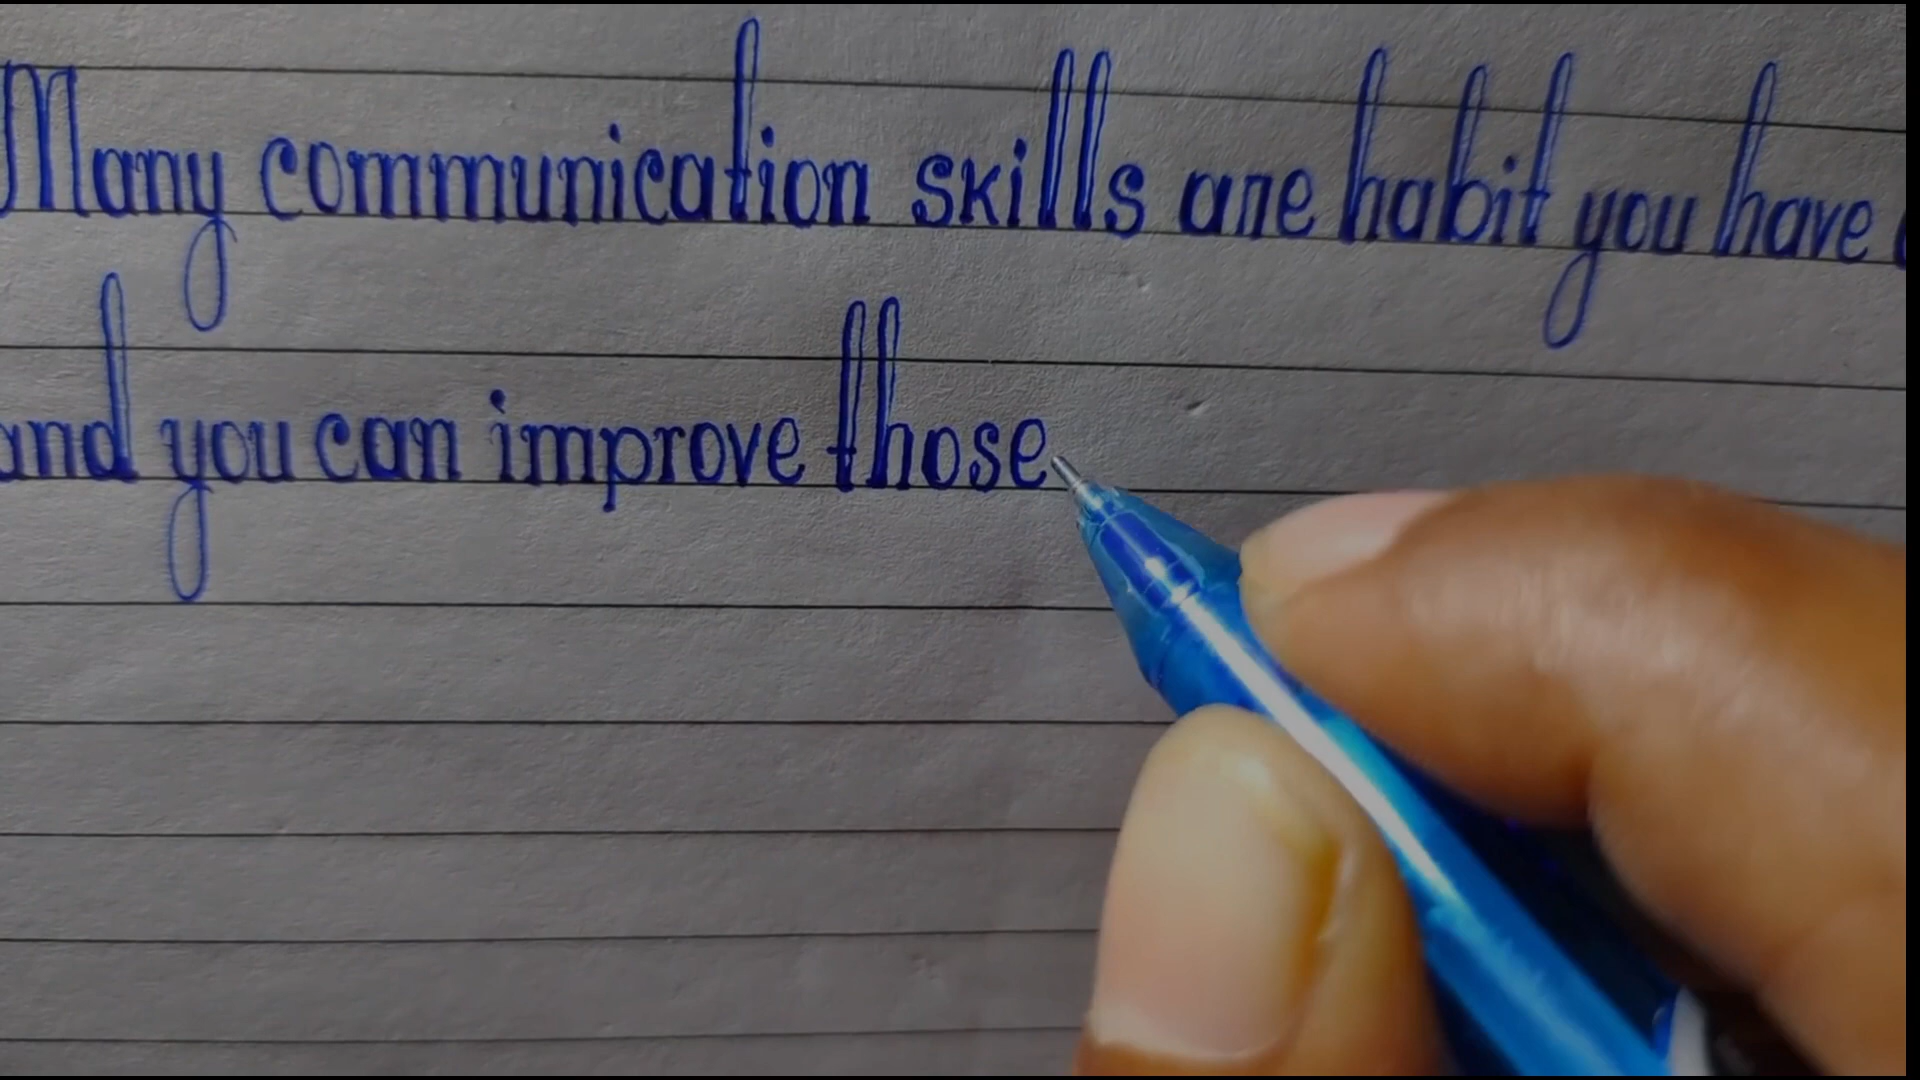 Many communication skills are habit you have
and you can improve those